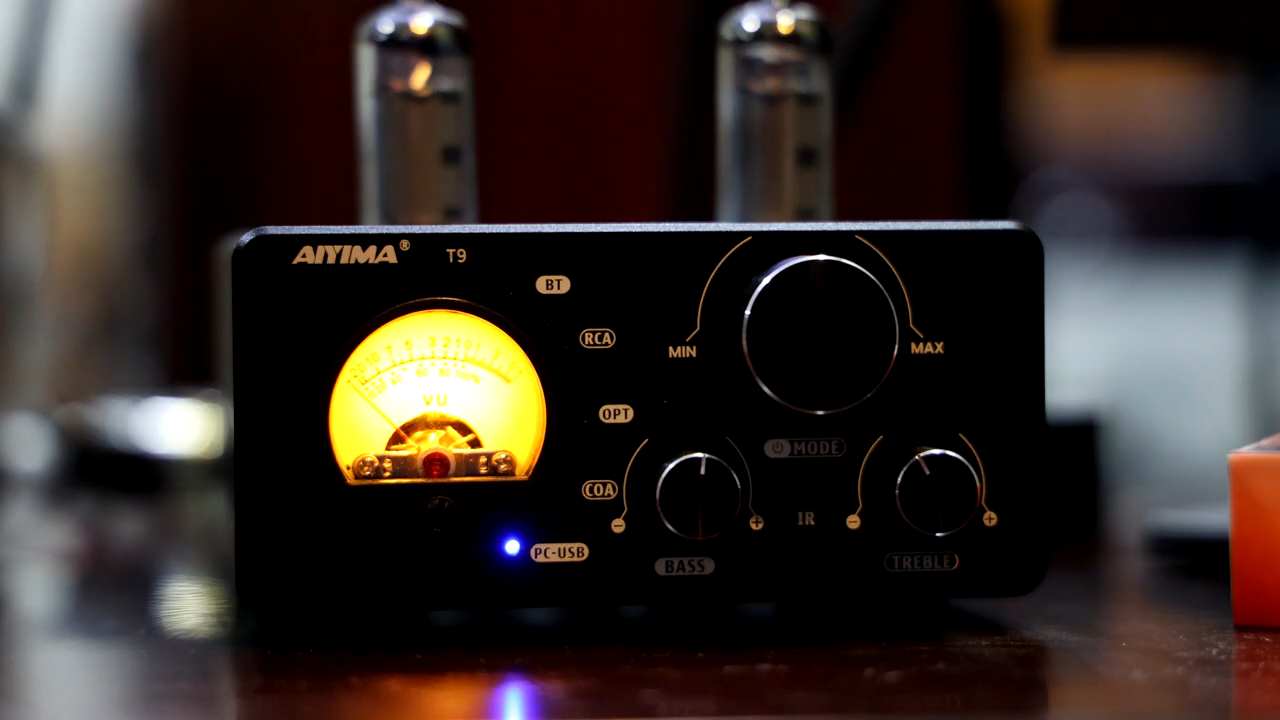 AIYIMA® T9
BT
RCA
MIN
MAX
VU
OPT
MODE
COA
IR
PC-USB
BASS
TREBLE